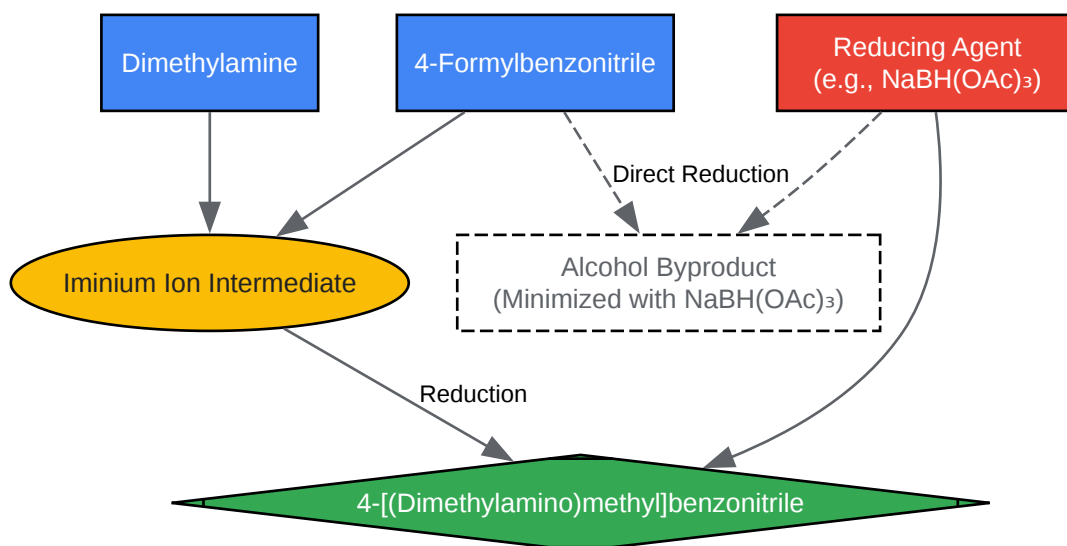 Dimethylamine
4-Formylbenzonitrile
Reducing Agent
(e.g., NaBH(OAc)₃)
Direct Reduction
Iminium Ion Intermediate
Alcohol Byproduct
(Minimized with NaBH(OAc)₃)
Reduction
4-[(Dimethylamino)methyl]benzonitrile